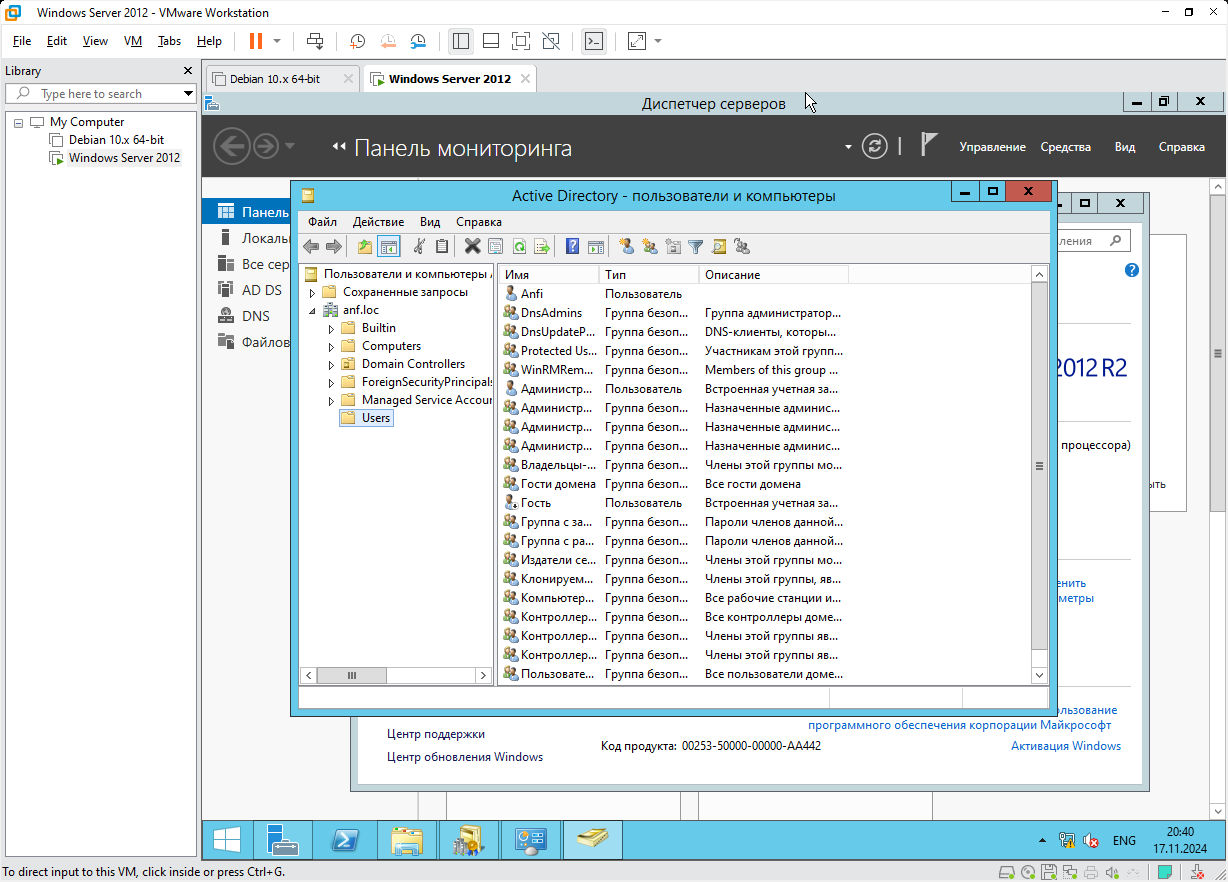 Windows Server 2012 - VMware Workstation
File Edit View VM Tabs Help
Library
Type here to search
My Computer
Debian 10.x 64-bit
Windows Server 2012
Debian 10.x 64-bit
Windows Server 2012
Диспетчер серверов
Панель мониторинга
Управление Средства Вид Справка
Панель
Локаль
Все сер
AD DS
DNS
Файлов
Active Directory - пользователи и компьютеры
Файл Действие Вид Справка
Пользователи и компьютеры
Сохраненные запросы
anf.loc
Builtin
Computers
Domain Controllers
ForeignSecurityPrincipals
Managed Service Accour
Users
Имя Тип Описание
Anfi Пользователь
DnsAdmins Группа безоп... Группа администратор...
DnsUpdateP... Группа безоп... DNS-клиенты, которы...
Protected Us... Группа безоп... Участникам этой групп...
WinRMRem... Группа безоп... Members of this group ...
Администр... Пользователь Встроенная учетная за...
Администр... Группа безоп... Назначенные админис...
Администр... Группа безоп... Назначенные админис...
Администр... Группа безоп... Назначенные админис...
Владельцы-... Группа безоп... Члены этой группы мо...
Гости домена Группа безоп... Все гости домена
Гость Пользователь Встроенная учетная за...
Группа с за... Группа безоп... Пароли членов данной...
Группа с ра... Группа безоп... Пароли членов данной...
Издатели се... Группа безоп... Члены этой группы мо...
Клонируем... Группа безоп... Члены этой группы, яв...
Компьютер... Группа безоп... Все рабочие станции и...
Контроллер... Группа безоп... Все контроллеры доме...
Контроллер... Группа безоп... Члены этой группы яв...
Контроллер... Группа безоп... Члены этой группы яв...
Пользовате... Группа безоп... Все пользователи доме...
ления
2012 R2
процессора)
ыть
енить
метры
ользование
программного обеспечения корпорации Майкрософт
Центр поддержки
Центр обновления Windows
Код продукта: 00253-50000-00000-AA442
Активация Windows
ENG
20:40
17.11.2024
To direct input to this VM, click inside or press Ctrl+G.